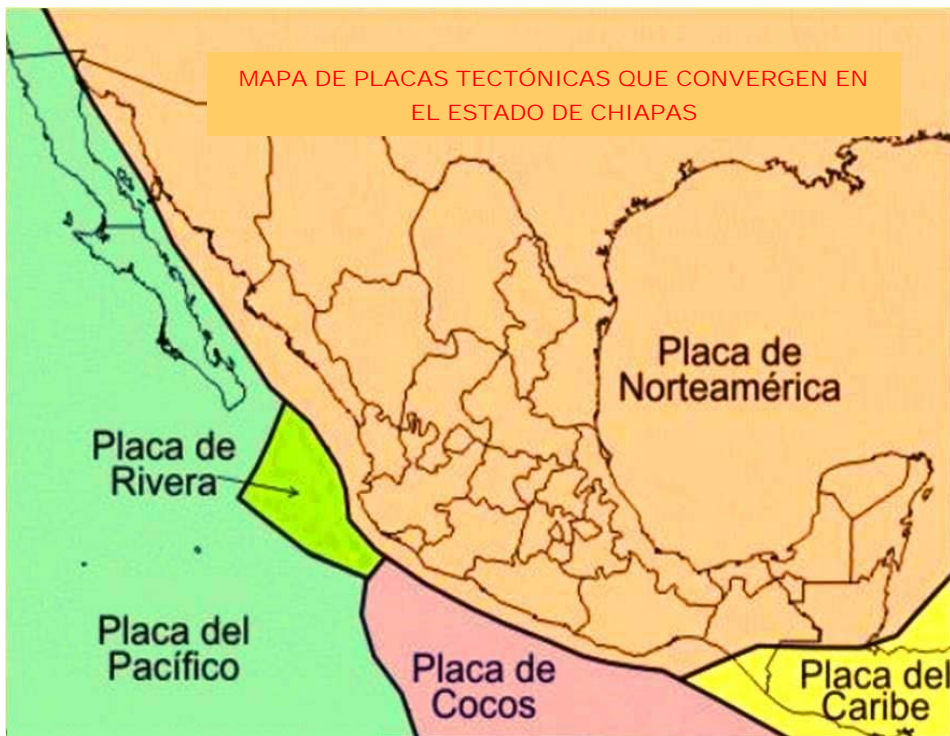 MAPA DE PLACAS TECTÓNICAS QUE CONVERGEN EN
EL ESTADO DE CHIAPAS
Placa de
Norteamérica
Placa de
Rivera
Placa del
Pacífico
Placa de
Cocos
Placa del
Caribe